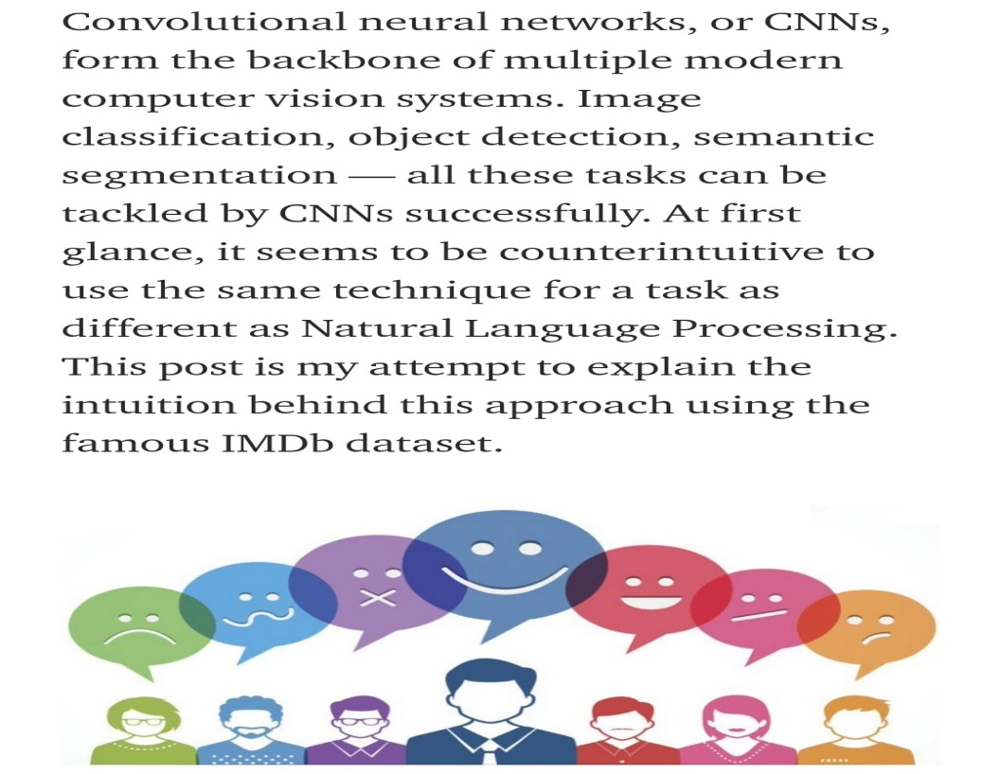 Convolutional neural networks, or CNNs,
form the backbone of multiple modern
computer vision systems. Image
classification, object detection, semantic
segmentation — all these tasks can be
tackled by CNNs successfully. At first
glance, it seems to be counterintuitive to
use the same technique for a task as
different as Natural Language Processing.
This post is my attempt to explain the
intuition behind this approach using the
famous IMDb dataset.